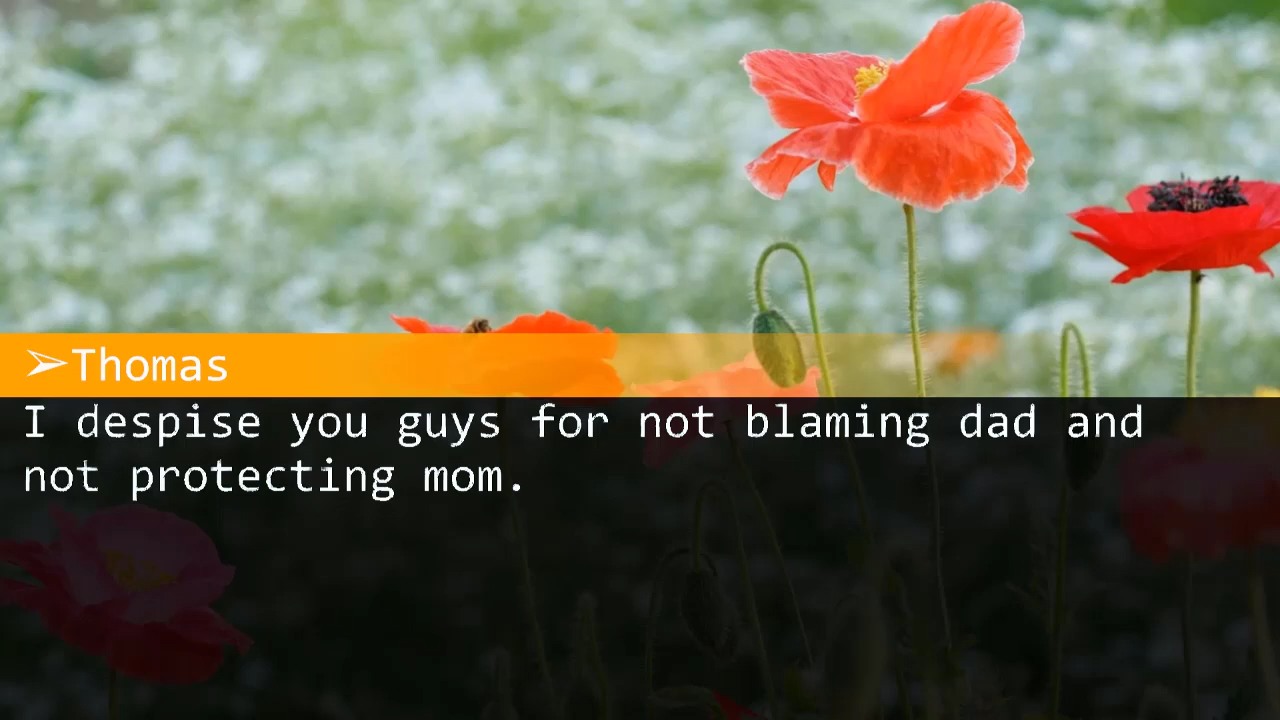 ➢Thomas
I despise you guys for not blaming dad and
not protecting mom.